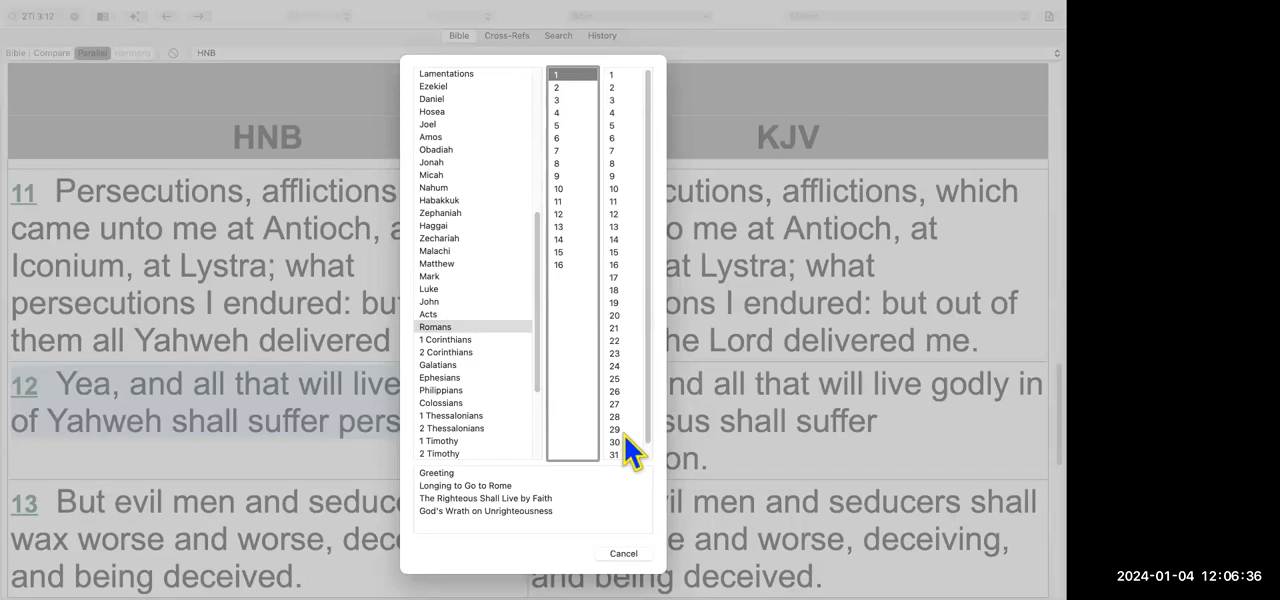 2Ti 3:12
Bible Cross-Refs Search History
Bible Compare Parallel Harmony HNB
HNB KJV
11 Persecutions, afflictions
came unto me at Antioch, a
Iconium, at Lystra; what
persecutions I endured: but
them all Yahweh delivered
12 Yea, and all that will live
of Yahweh shall suffer pers
13 But evil men and seduc
wax worse and worse, dece
and being deceived.
Lamentations
Ezekiel
Daniel
Hosea
Joel
Amos
Obadiah
Jonah
Micah
Nahum
Habakkuk
Zephaniah
Haggai
Zechariah
Malachi
Matthew
Mark
Luke
John
Acts
Romans
1 Corinthians
2 Corinthians
Galatians
Ephesians
Philippians
Colossians
1 Thessalonians
2 Thessalonians
1 Timothy
2 Timothy
1
2
3
4
5
6
7
8
9
10
11
12
13
14
15
16
1
2
3
4
5
6
7
8
9
10
11
12
13
14
15
16
17
18
19
20
21
22
23
24
25
26
27
28
29
30
31
Greeting
Longing to Go to Rome
The Righteous Shall Live by Faith
God's Wrath on Unrighteousness
Cancel
cutions, afflictions, which
o me at Antioch, at
at Lystra; what
ons I endured: but out of
he Lord delivered me.
nd all that will live godly in
sus shall suffer
on.
vil men and seducers shall
e and worse, deceiving,
and being deceived.
2024-01-04 12:06:36